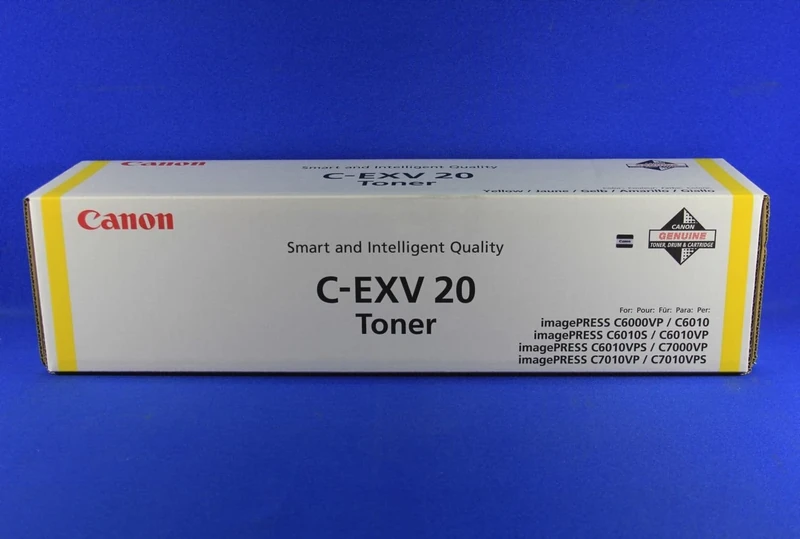 Canon
Smart and Intelligent Quality
C-EXV 20
Toner
Yellow / Jaune / Gelb / Amarillo / Giallo
Canon
Smart and Intelligent Quality
C-EXV 20
Toner
CANON
GENUINE
TONER, DRUM & CARTRIDGE
For: Pour: Für: Para: Per:
imagePRESS C6000VP / C6010
imagePRESS C6010S / C6010VP
imagePRESS C6010VPS / C7000VP
imagePRESS C7010VP / C7010VPS